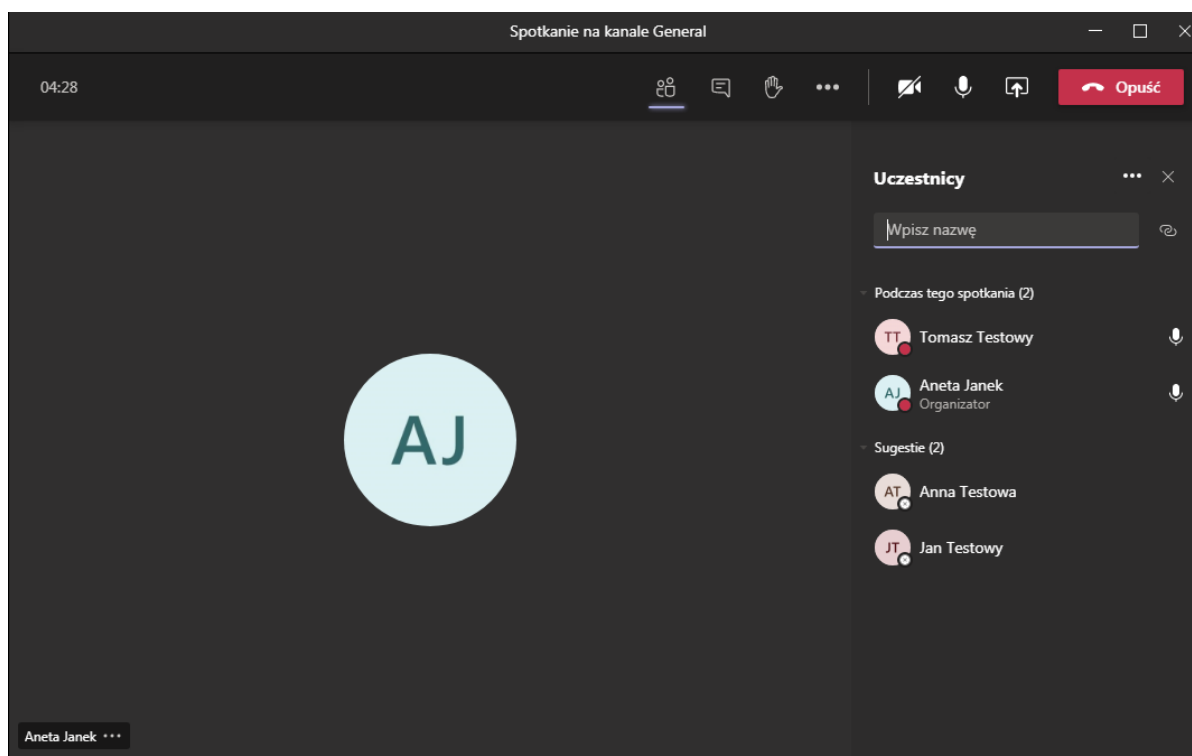 Spotkanie na kanale General
04:28
Opuść
Uczestnicy
Wpisz nazwę
Podczas tego spotkania (2)
TT Tomasz Testowy
AJ Aneta Janek
Organizator
Sugestie (2)
AT Anna Testowa
JT Jan Testowy
AJ
Aneta Janek